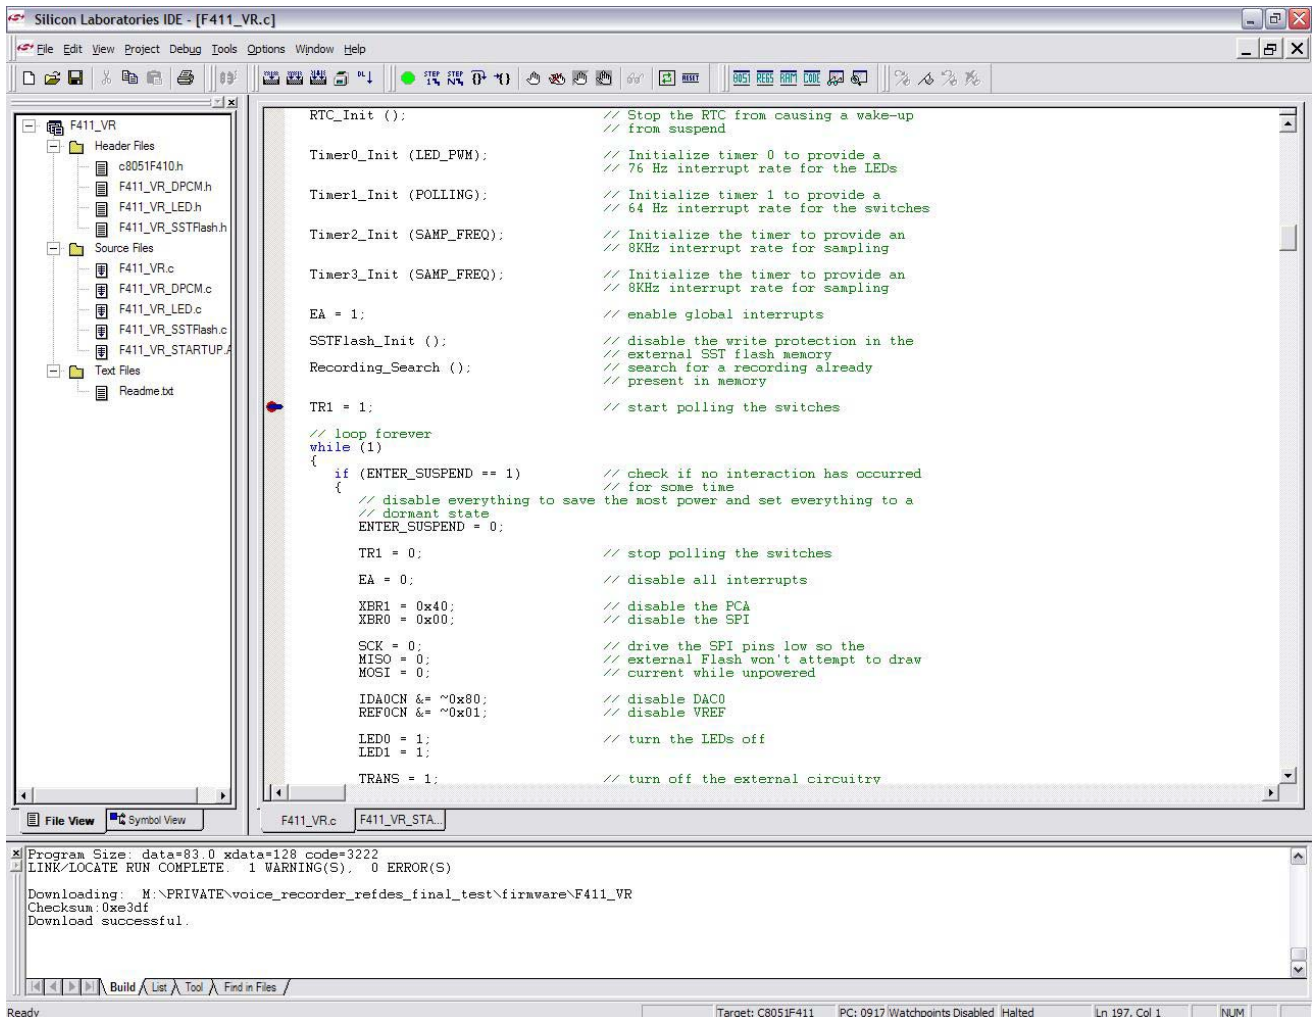 Silicon Laboratories IDE - [F411_VR.c]
File Edit View Project Debug Tools Options Window Help
F411_VR
Header Files
c8051F410.h
F411_VR_DPCM.h
F411_VR_LED.h
F411_VR_SSTFlash.h
Source Files
F411_VR.c
F411_VR_DPCM.c
F411_VR_LED.c
F411_VR_SSTFlash.c
F411_VR_STARTUP.A
Text Files
Readme.txt
File View Symbol View
RTC_Init (); // Stop the RTC from causing a wake-up
// from suspend
Timer0_Init (LED_PWM); // Initialize timer 0 to provide a
// 76 Hz interrupt rate for the LEDs
Timer1_Init (POLLING); // Initialize timer 1 to provide a
// 64 Hz interrupt rate for the switches
Timer2_Init (SAMP_FREQ); // Initialize the timer to provide an
// 8KHz interrupt rate for sampling
Timer3_Init (SAMP_FREQ); // Initialize the timer to provide an
// 8KHz interrupt rate for sampling
EA = 1; // enable global interrupts
SSTFlash_Init (); // disable the write protection in the
// external SST flash memory
Recording_Search (); // search for a recording already
// present in memory
TR1 = 1; // start polling the switches
// loop forever
while (1)
{
if (ENTER_SUSPEND == 1) // check if no interaction has occurred
{ // for some time
// disable everything to save the most power and set everything to a
// dormant state
ENTER_SUSPEND = 0;
TR1 = 0; // stop polling the switches
EA = 0; // disable all interrupts
XBR1 = 0x40; // disable the PCA
XBR0 = 0x00; // disable the SPI
SCK = 0; // drive the SPI pins low so the
MISO = 0; // external Flash won't attempt to draw
MOSI = 0; // current while unpowered
IDA0CN &= ~0x80; // disable DAC0
REF0CN &= ~0x01; // disable VREF
LED0 = 1; // turn the LEDs off
LED1 = 1;
TRANS = 1; // turn off the external circuitry
F411_VR.c F411_VR_STA...
Program Size: data=83.0 xdata=128 code=3222
LINK/LOCATE RUN COMPLETE. 1 WARNING(S), 0 ERROR(S)
Downloading: M:\PRIVATE\voice_recorder_refdes_final_test\firmware\F411_VR
Checksum:0xe3df
Download successful.
Build List Tool Find in Files
Ready Target: C8051F411 PC: 0917 Watchpoints Disabled Halted Ln 197, Col 1 NUM